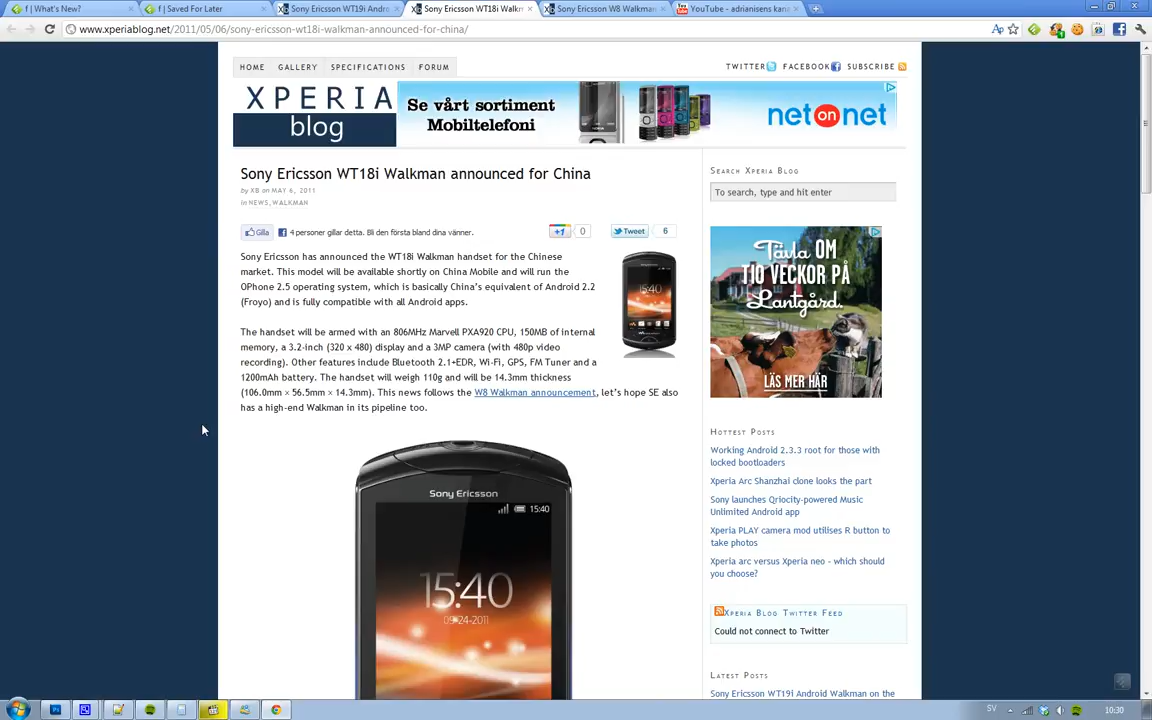 f | What's New?
f | Saved For Later
Sony Ericsson WT19i Andro
Sony Ericsson WT18i Walkm
Sony Ericsson W8 Walkman
YouTube - adrianisens kana
www.xperiablog.net/2011/05/06/sony-ericsson-wt18i-walkman-announced-for-china/
HOME GALLERY SPECIFICATIONS FORUM
TWITTER FACEBOOK SUBSCRIBE
XPERIA
blog
Se vårt sortiment
Mobiltelefoni
net on net
Sony Ericsson WT18i Walkman announced for China
by XB on MAY 6, 2011
in NEWS, WALKMAN
Gilla
4 personer gillar detta. Bli den första bland dina vänner.
+1 0
Tweet 6
Sony Ericsson has announced the WT18i Walkman handset for the Chinese
market. This model will be available shortly on China Mobile and will run the
OPhone 2.5 operating system, which is basically China's equivalent of Android 2.2
(Froyo) and is fully compatible with all Android apps.
The handset will be armed with an 806MHz Marvell PXA920 CPU, 150MB of internal
memory, a 3.2-inch (320 x 480) display and a 3MP camera (with 480p video
recording). Other features include Bluetooth 2.1+EDR, Wi-Fi, GPS, FM Tuner and a
1200mAh battery. The handset will weigh 110g and will be 14.3mm thickness
(106.0mm × 56.5mm × 14.3mm). This news follows the W8 Walkman announcement, let's hope SE also
has a high-end Walkman in its pipeline too.
15:40
Sony Ericsson
15:40
15:40
09-24-2011
Search Xperia Blog
To search, type and hit enter
Tävla OM
TIO VECKOR PÅ
Lantgård.
LÄS MER HÄR
Hottest Posts
Working Android 2.3.3 root for those with
locked bootloaders
Xperia Arc Shanzhai clone looks the part
Sony launches Qriocity-powered Music
Unlimited Android app
Xperia PLAY camera mod utilises R button to
take photos
Xperia arc versus Xperia neo - which should
you choose?
Xperia Blog Twitter Feed
Could not connect to Twitter
Latest Posts
Sony Ericsson WT19i Android Walkman on the
SV
10:30